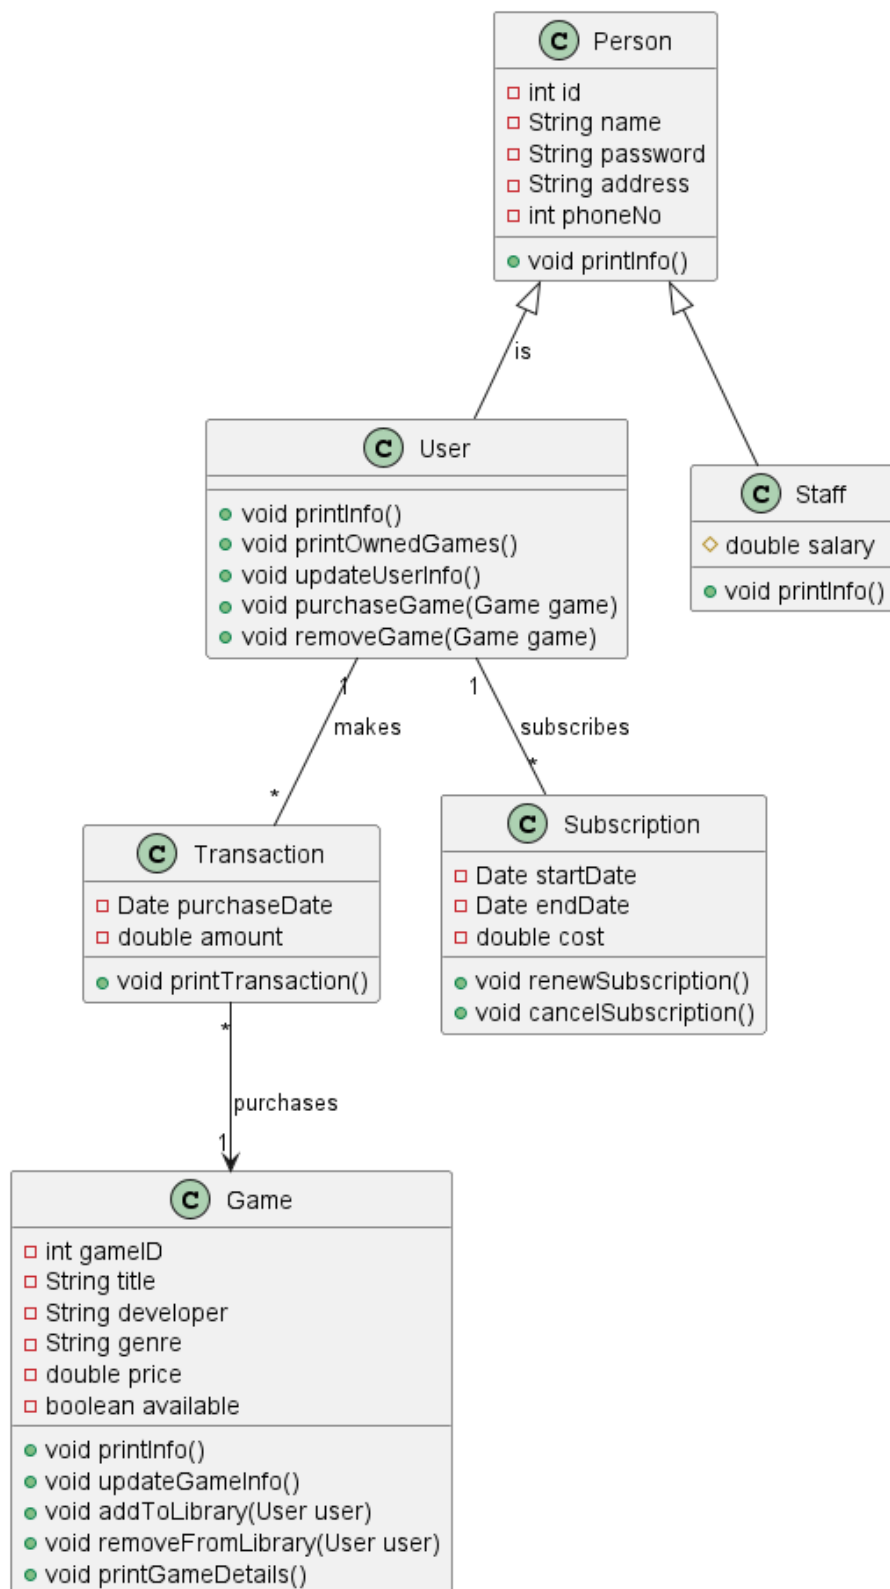 C Person
int id
String name
String password
String address
int phoneNo
void printInfo()
is
C User
void printInfo()
void printOwnedGames()
void updateUserInfo()
void purchaseGame(Game game)
void removeGame(Game game)
C Staff
double salary
void printInfo()
1
1
makes
subscribes
*
*
C Transaction
Date purchaseDate
double amount
void printTransaction()
C Subscription
Date startDate
Date endDate
double cost
void renewSubscription()
void cancelSubscription()
*
purchases
1
C Game
int gameID
String title
String developer
String genre
double price
boolean available
void printInfo()
void updateGameInfo()
void addToLibrary(User user)
void removeFromLibrary(User user)
void printGameDetails()